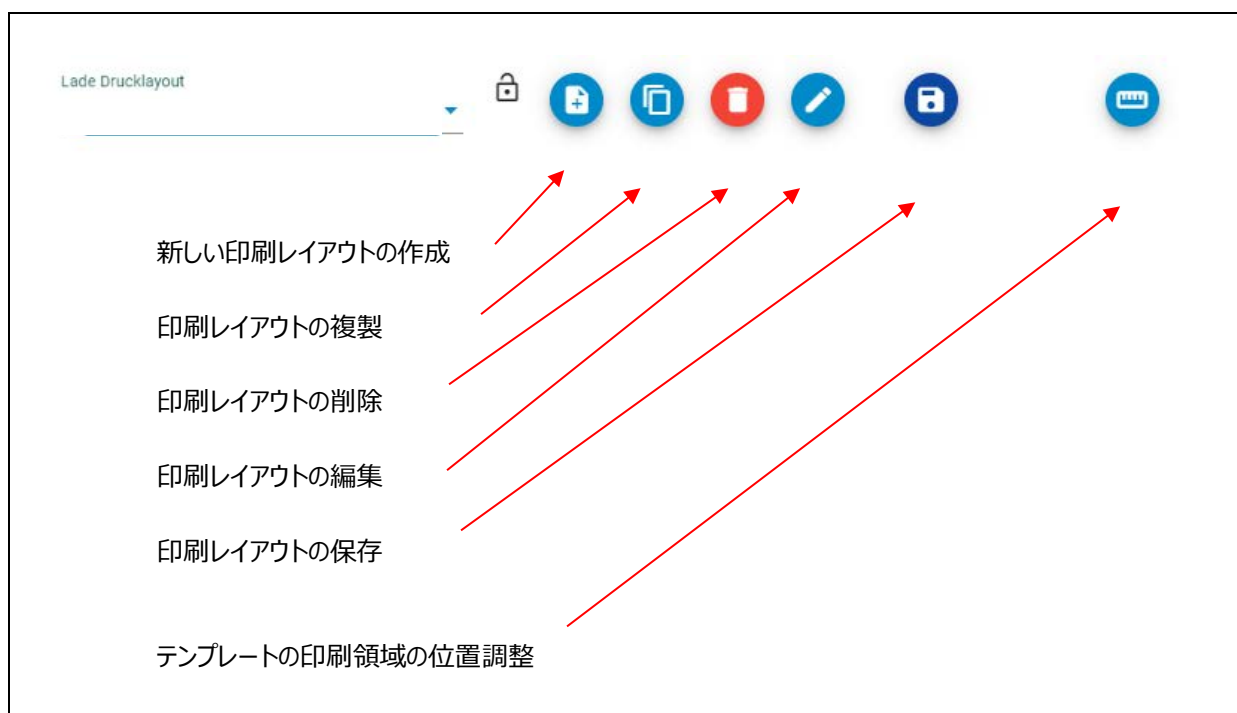 Lade Drucklayout
新しい印刷レイアウトの作成
印刷レイアウトの複製
印刷レイアウトの削除
印刷レイアウトの編集
印刷レイアウトの保存
テンプレートの印刷領域の位置調整